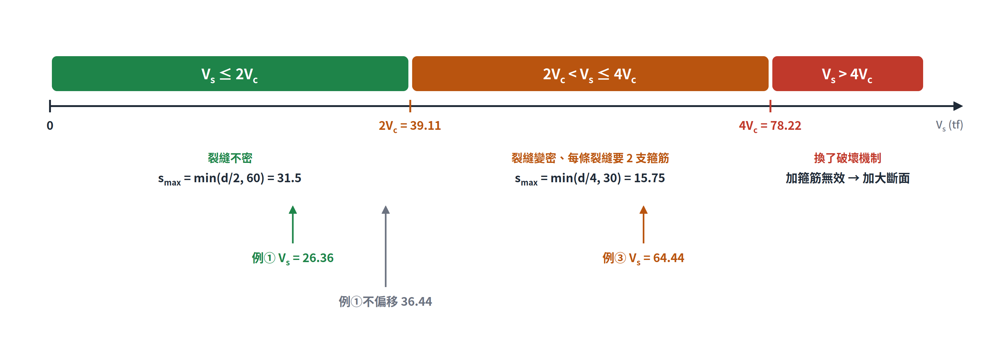 Vs ≤ 2Vc
2Vc < Vs ≤ 4Vc
Vs > 4Vc
0
2Vc = 39.11
4Vc = 78.22
Vs (tf)
裂縫不密
smax = min(d/2, 60) = 31.5
裂縫變密、每條裂縫要 2 支箍筋
smax = min(d/4, 30) = 15.75
換了破壞機制
加箍筋無效 → 加大斷面
例① Vs = 26.36
例③ Vs = 64.44
例①不偏移 36.44